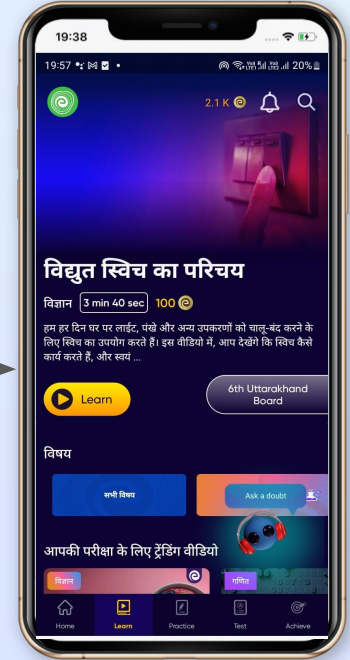 19:38
19:57
20%
2.1 K
विद्युत स्विच का परिचय
विज्ञान 3 min 40 sec 100
हम हर दिन घर पर लाईट, पंखे और अन्य उपकरणों को चालू-बंद करने के
लिए स्विच का उपयोग करते हैं। इस वीडियो में, आप देखेंगे कि स्विच कैसे
कार्य करते हैं, और स्वयं ...
Learn
6th Uttarakhand
Board
विषय
सभी विषय
Ask a doubt
आपकी परीक्षा के लिए ट्रेंडिंग वीडियो
विज्ञान
गणित
Home Learn Practice Test Achieve